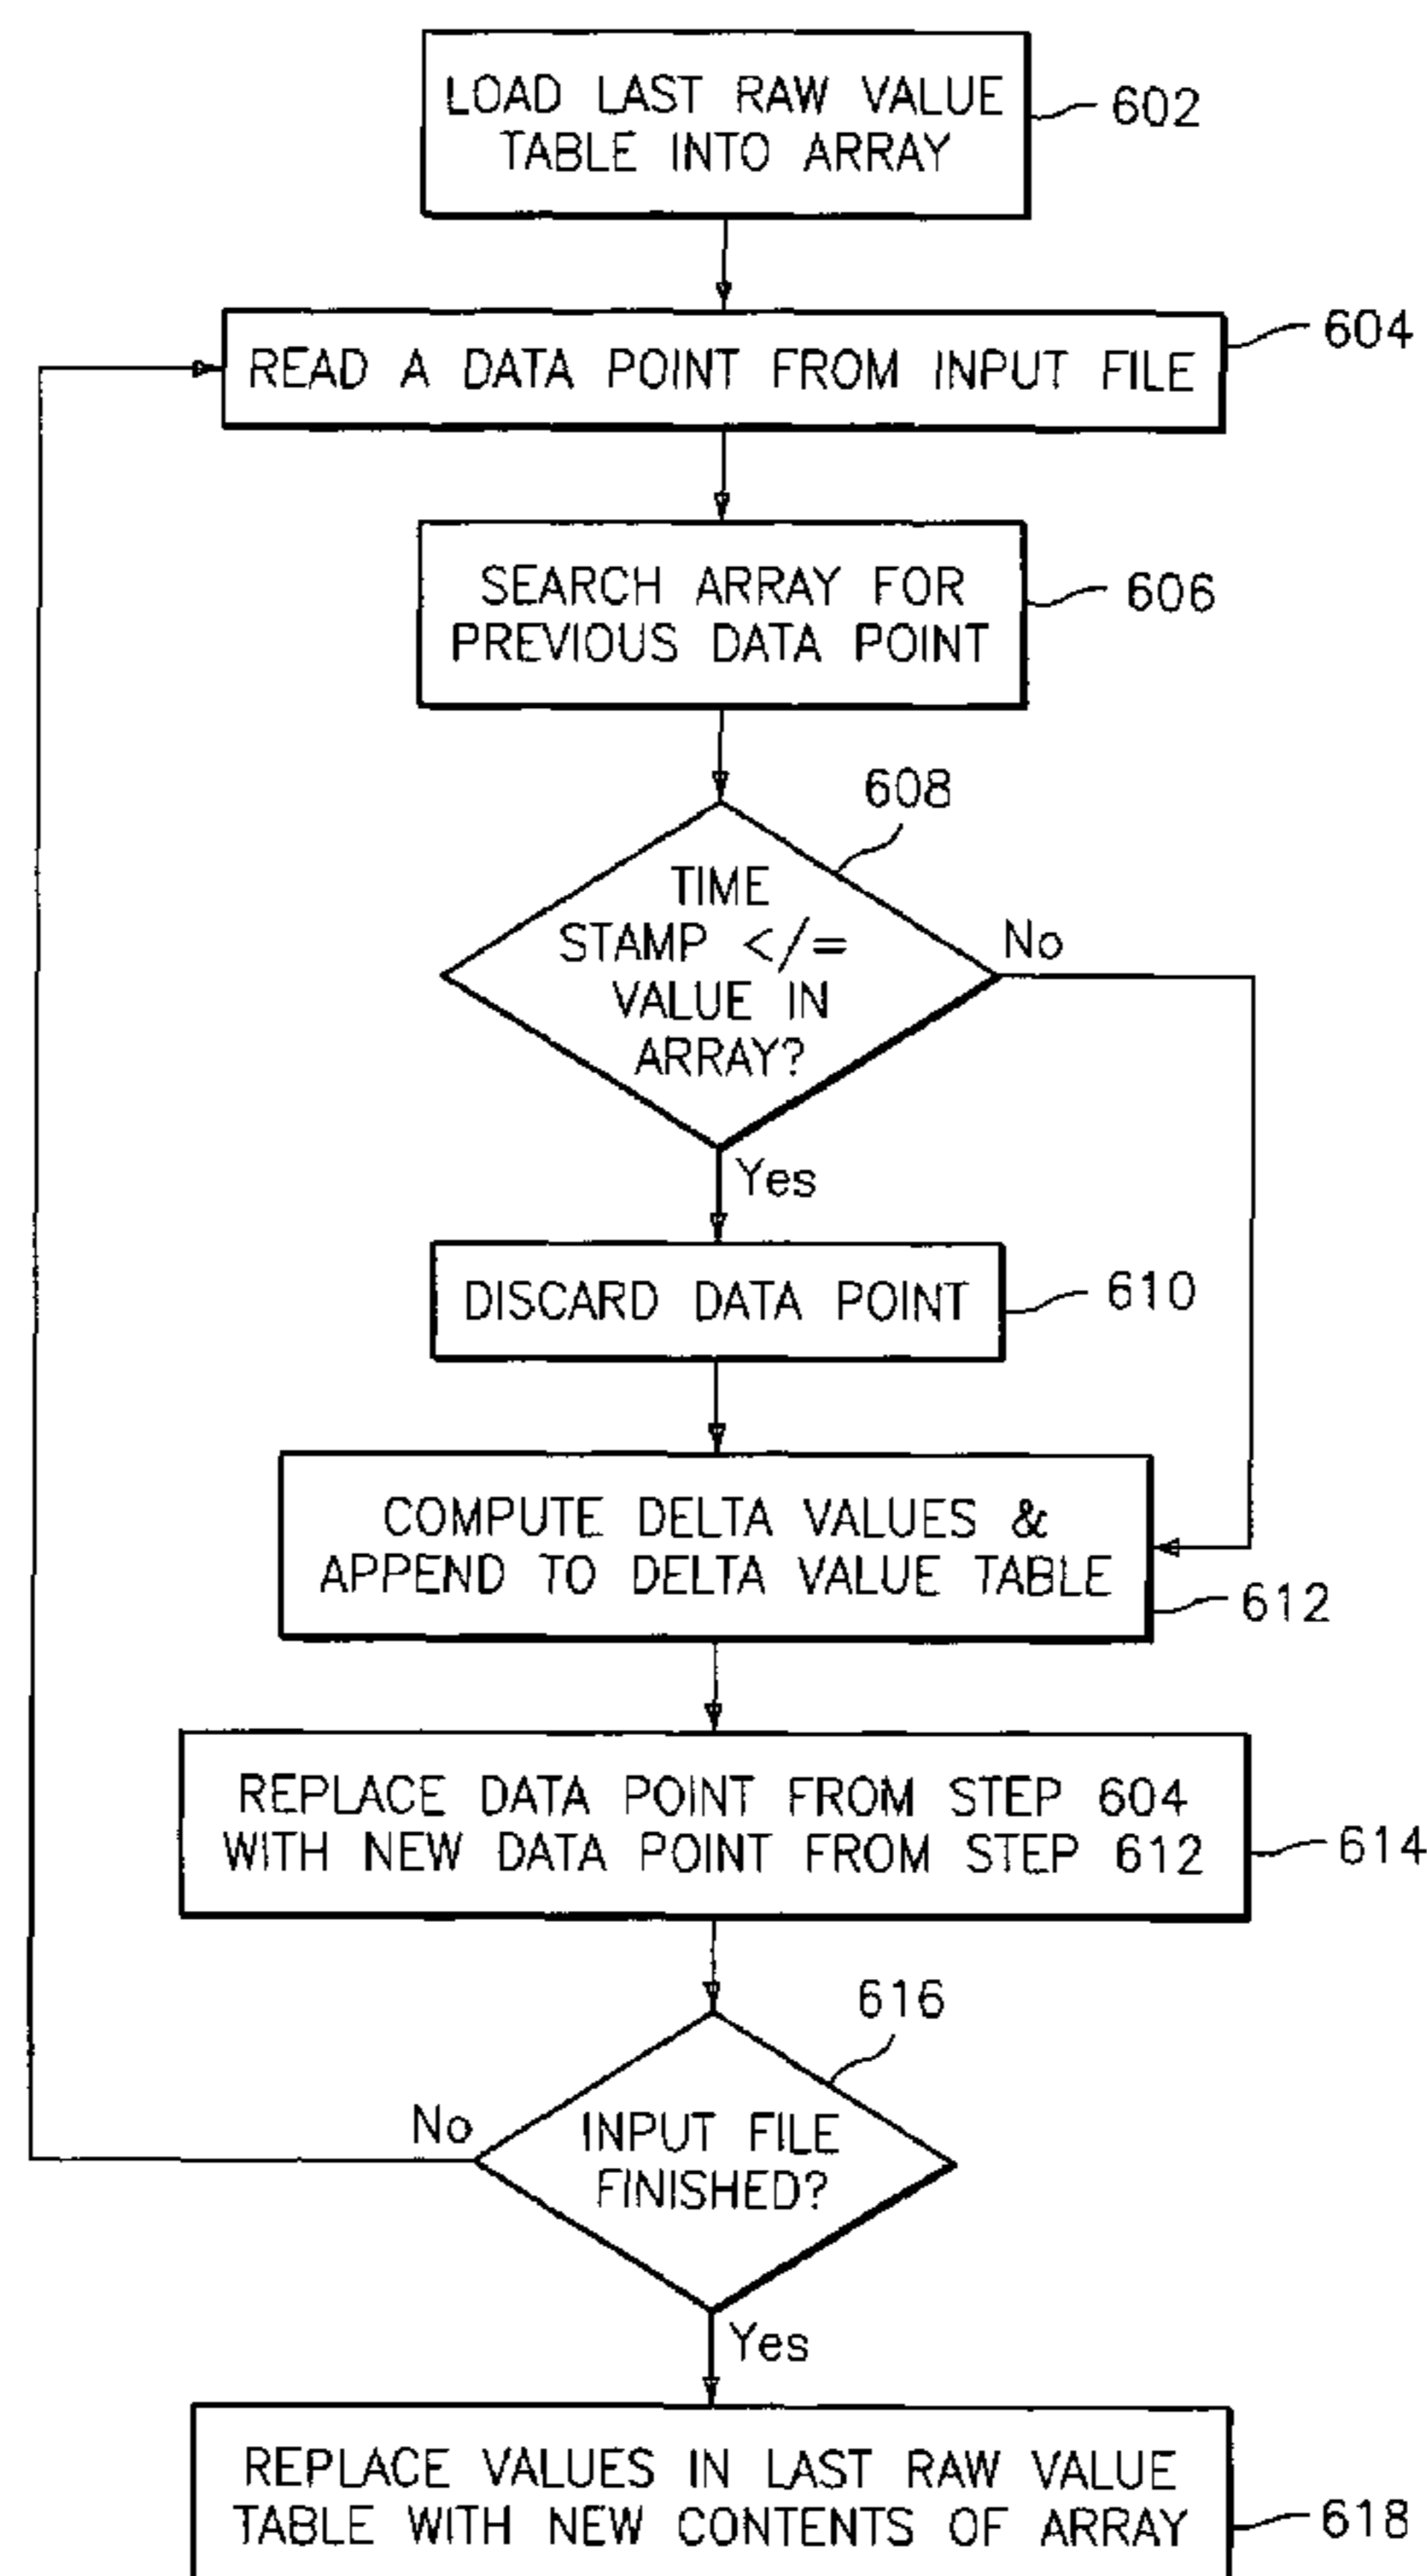 LOAD LAST RAW VALUE
TABLE INTO ARRAY
602
READ A DATA POINT FROM INPUT FILE
604
SEARCH ARRAY FOR
PREVIOUS DATA POINT
606
608
TIME
STAMP </=
VALUE IN
ARRAY?
No
Yes
DISCARD DATA POINT
610
COMPUTE DELTA VALUES &
APPEND TO DELTA VALUE TABLE
612
REPLACE DATA POINT FROM STEP 604
WITH NEW DATA POINT FROM STEP 612
614
616
INPUT FILE
FINISHED?
No
Yes
REPLACE VALUES IN LAST RAW VALUE
TABLE WITH NEW CONTENTS OF ARRAY
618